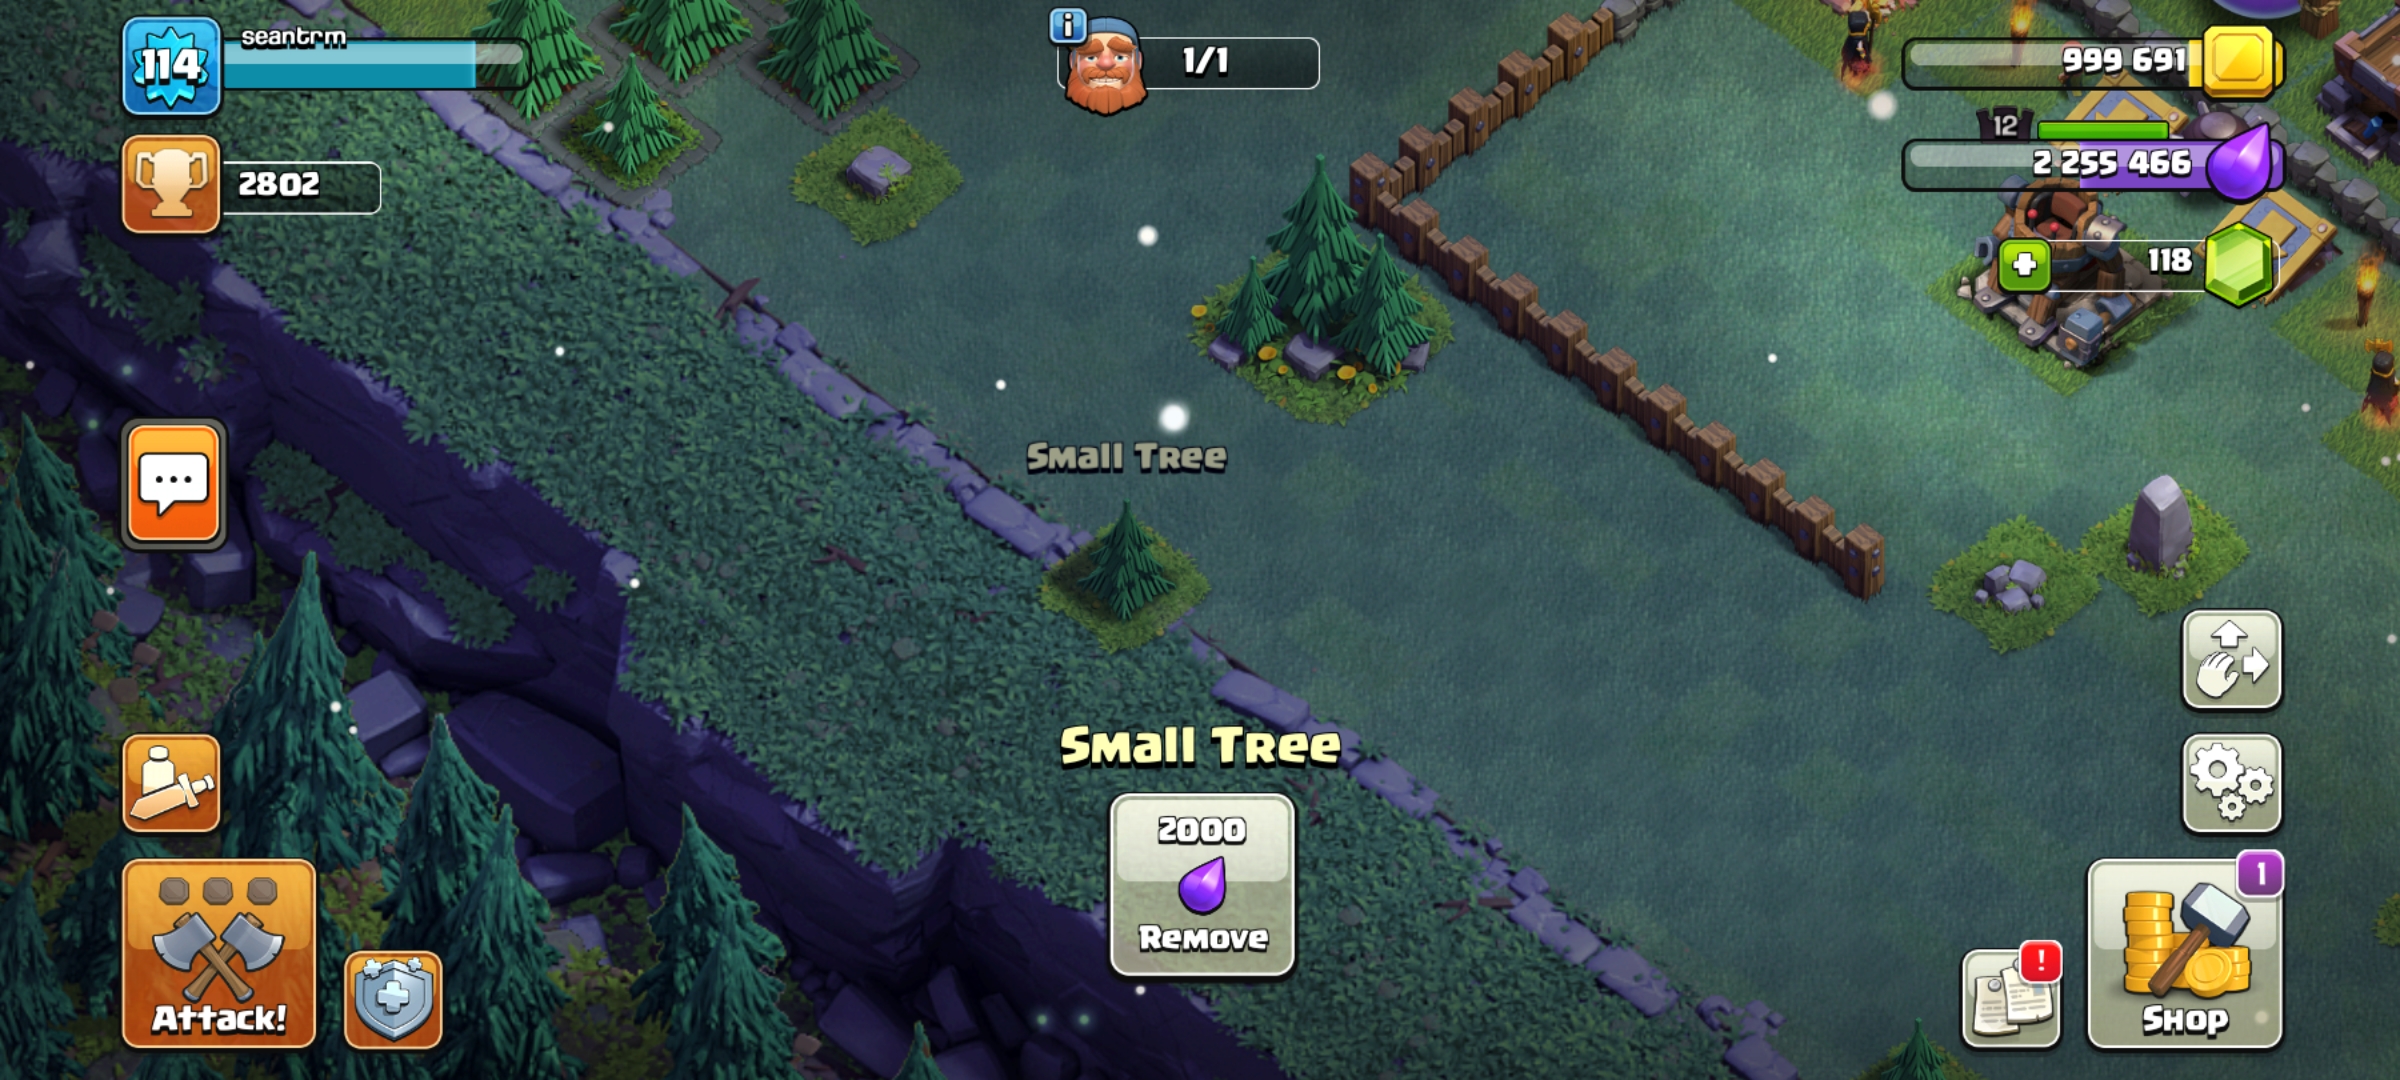 114
seantrm
i
1/1
999 691
12
2802
2 255 466
118
Small Tree
Small Tree
2000
Remove
1
!
Attack!
Shop